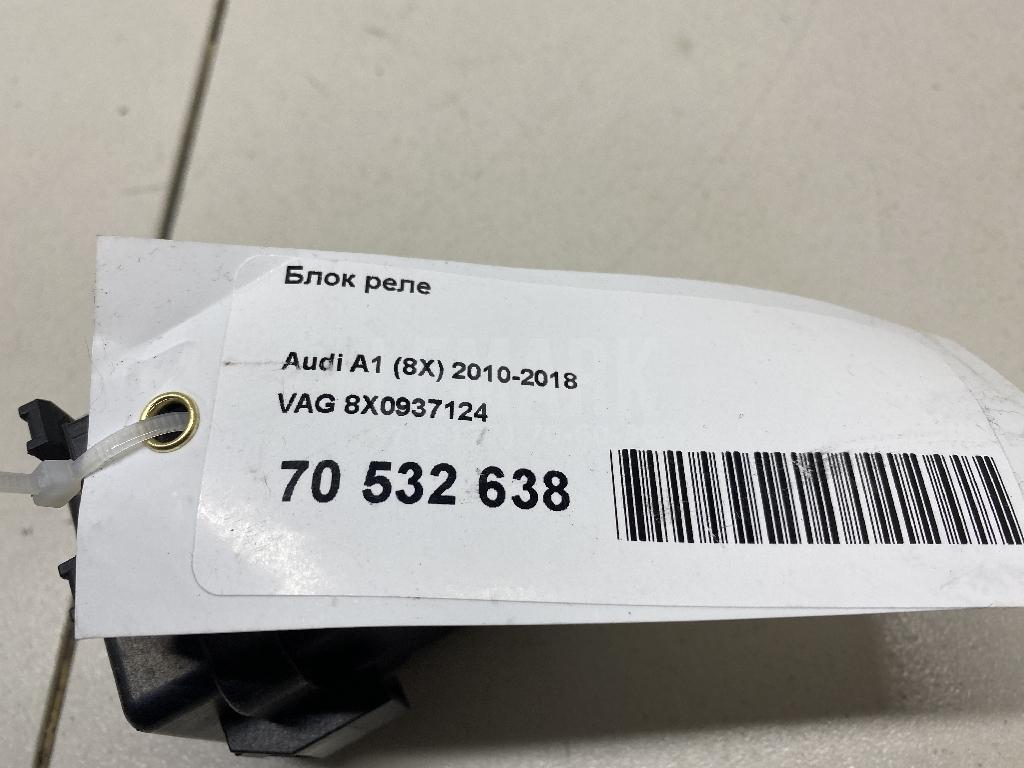 Блок реле
Audi A1 (8X) 2010-2018
VAG 8X0937124
70 532 638